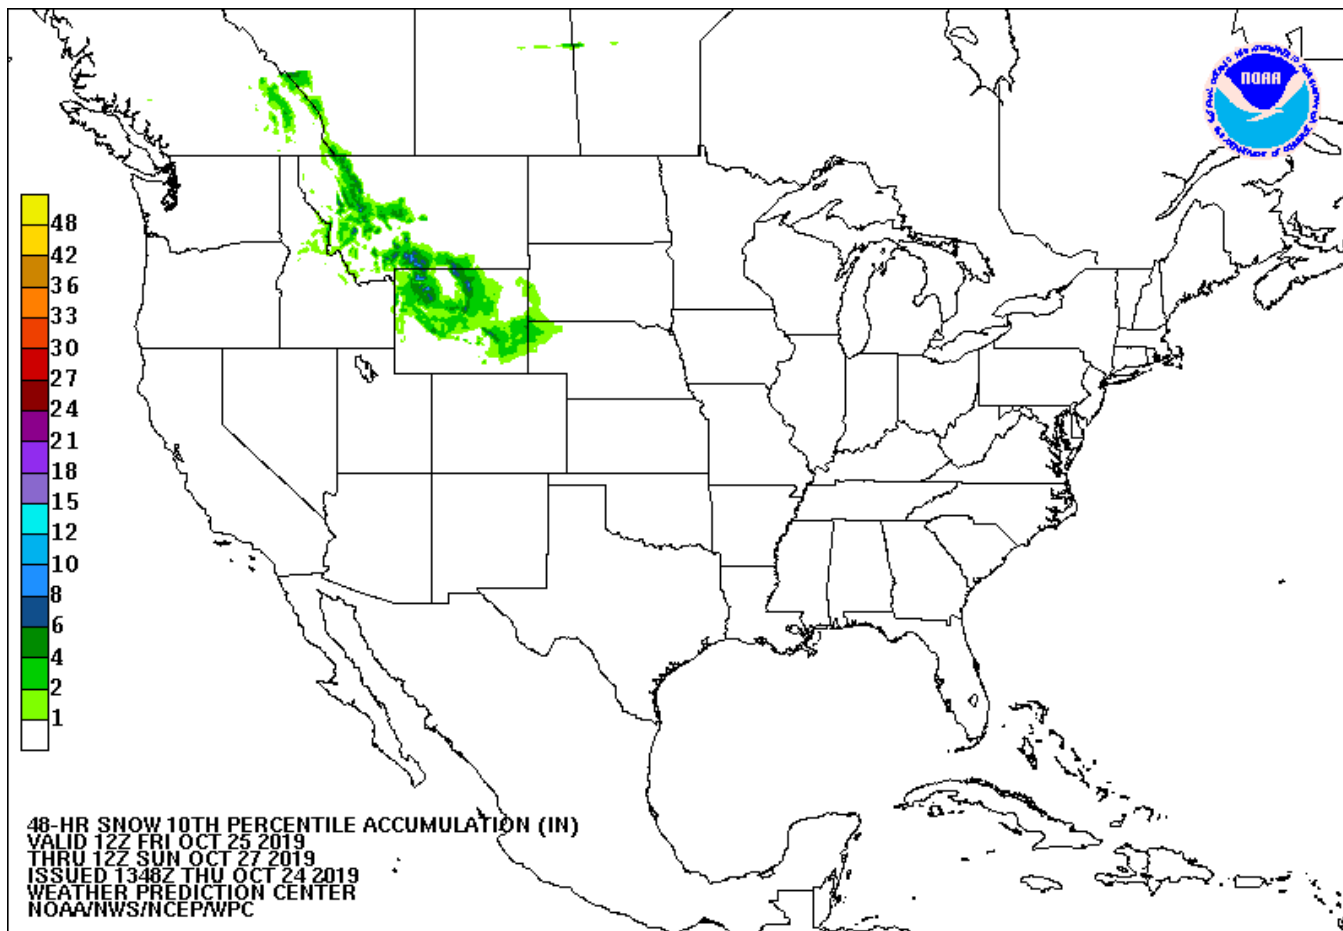 NOAA
48
42
36
33
30
27
24
21
18
15
12
10
8
6
4
2
1
48-HR SNOW 10TH PERCENTILE ACCUMULATION (IN)
VALID 12Z FRI OCT 25 2019
THRU 12Z SUN OCT 27 2019
ISSUED 1348Z THU OCT 24 2019
WEATHER PREDICTION CENTER
NOAA/NWS/NCEP/WPC